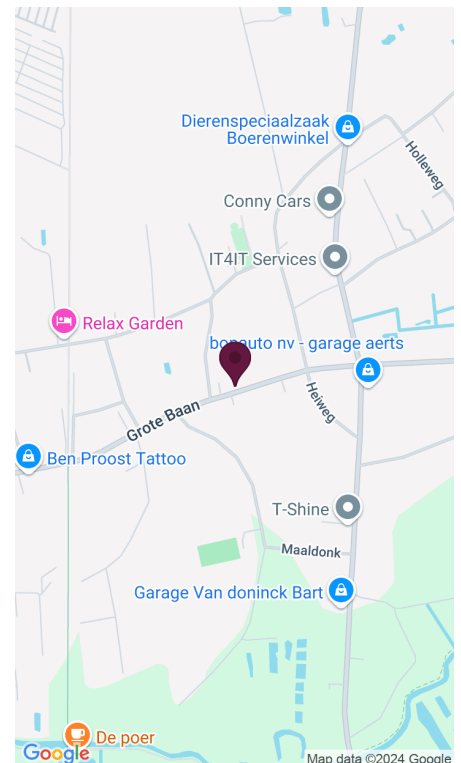 Dierenspeciaalzaak
Boerenwinkel
Holleweg
Conny Cars
IT4IT Services
Relax Garden
bonauto nv - garage aerts
Heiweg
Grote Baan
Ben Proost Tattoo
T-Shine
Maaldonk
Garage Van doninck Bart
De poer
Google
Map data ©2024 Google